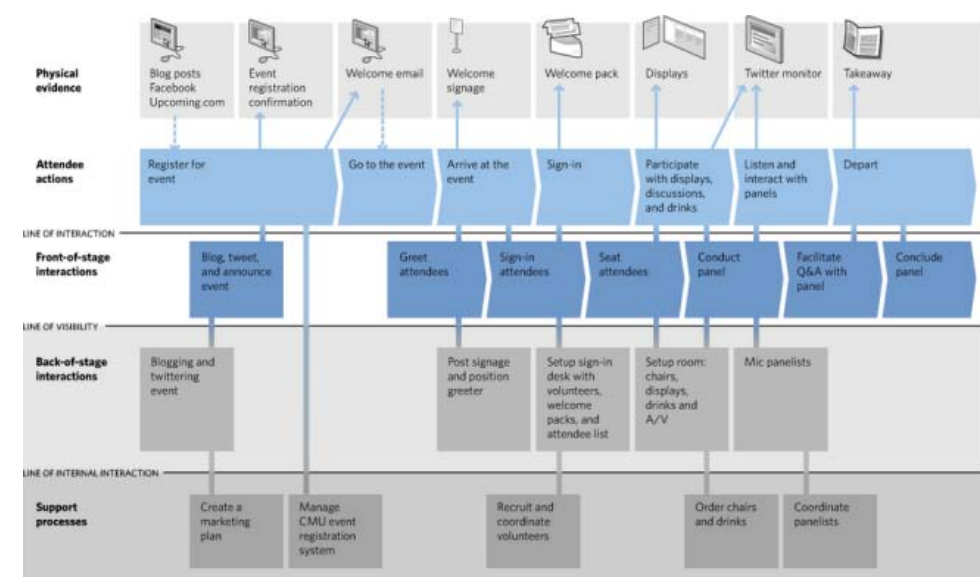 Physical
evidence
Blog posts
Facebook
Upcoming.com
Event
registration
confirmation
Welcome email
Welcome
signage
Welcome pack
Displays
Twitter monitor
Takeaway
Attendee
actions
Register for
event
Go to the event
Arrive at the
event
Sign-in
Participate
with displays,
discussions,
and drinks
Listen and
interact with
panels
Depart
LINE OF INTERACTION
Front-of-stage
interactions
Blog, tweet,
and announce
event
Greet
attendees
Sign-in
attendees
Seat
attendees
Conduct
panel
Facilitate
Q&A with
panel
Conclude
panel
LINE OF VISIBILITY
Back-of-stage
interactions
Blogging and
twittering
event
Post signage
and position
greeter
Setup sign-in
desk with
volunteers,
welcome
packs, and
attendee list
Setup room:
chairs,
displays,
drinks and
A/V
Mic panelists
LINE OF INTERNAL INTERACTION
Support
processes
Create a
marketing
plan
Manage
CMU event
registration
system
Recruit and
coordinate
volunteers
Order chairs
and drinks
Coordinate
panelists